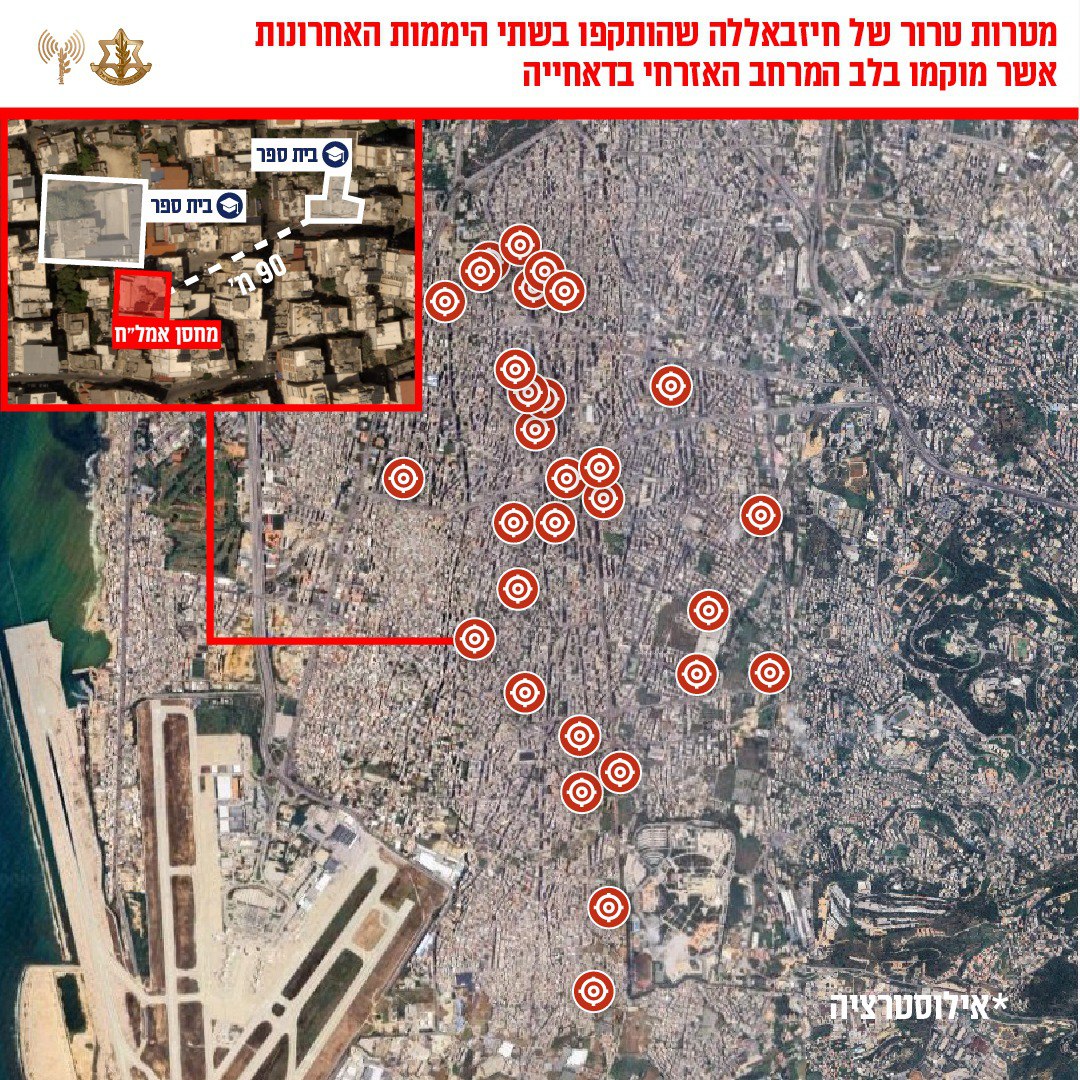 מטרות טרור של חיזבאללה שהותקפו בשתי היממות האחרונות
אשר מוקמו בלב המרחב האזרחי בדאחייה
בית ספר
בית ספר
90 מ'
מחסן אמל"ח
*אילוסטרציה